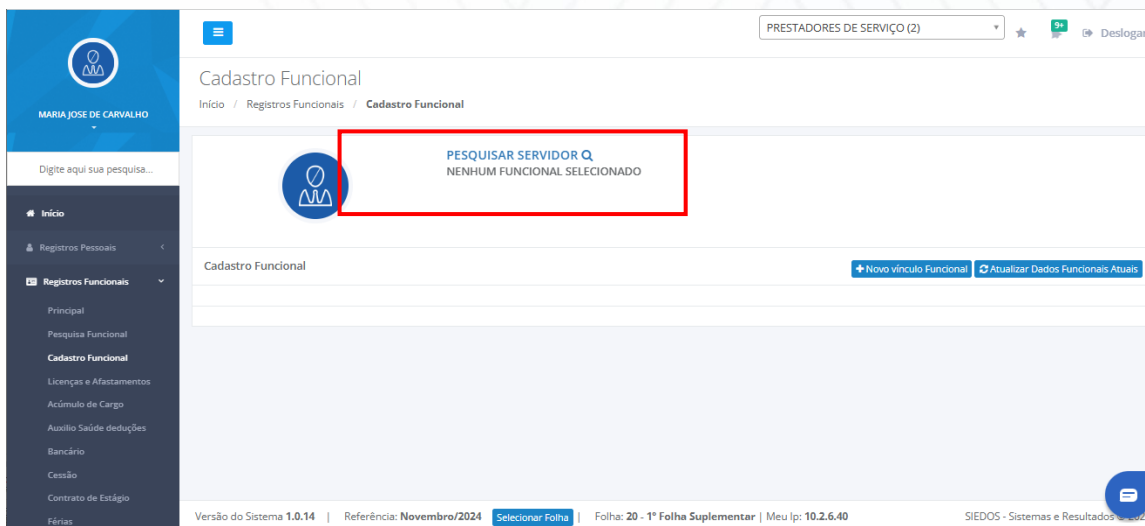 PRESTADORES DE SERVIÇO (2)
9+
Deslogar
MARIA JOSE DE CARVALHO
Digite aqui sua pesquisa...
Início
Registros Pessoais
Registros Funcionais
Principal
Pesquisa Funcional
Cadastro Funcional
Licenças e Afastamentos
Acúmulo de Cargo
Auxilio Saúde deduções
Bancário
Cessão
Contrato de Estágio
Férias
Cadastro Funcional
Início / Registros Funcionais / Cadastro Funcional
PESQUISAR SERVIDOR
NENHUM FUNCIONAL SELECIONADO
Cadastro Funcional
Novo vínculo Funcional
Atualizar Dados Funcionais Atuais
Versão do Sistema 1.0.14 | Referência: Novembro/2024 Selecionar Folha | Folha: 20 - 1º Folha Suplementar | Meu Ip: 10.2.6.40
SIEDOS - Sistemas e Resultados